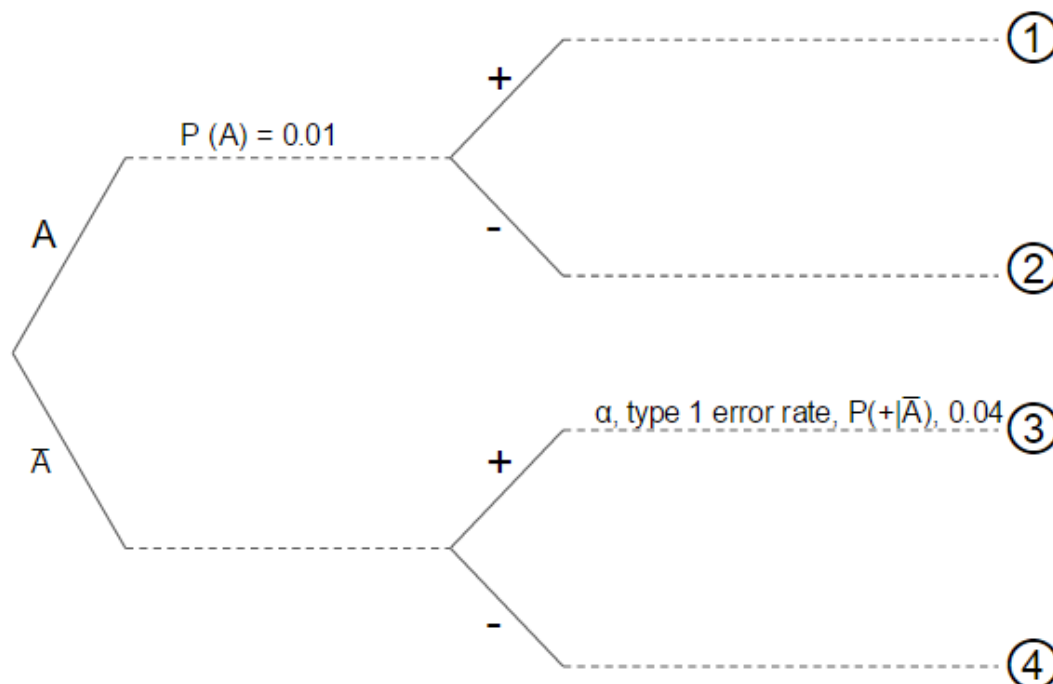 ①
+
P (A) = 0.01
A
-
②
α, type 1 error rate, P(+|A̅), 0.04
③
+
A̅
-
④